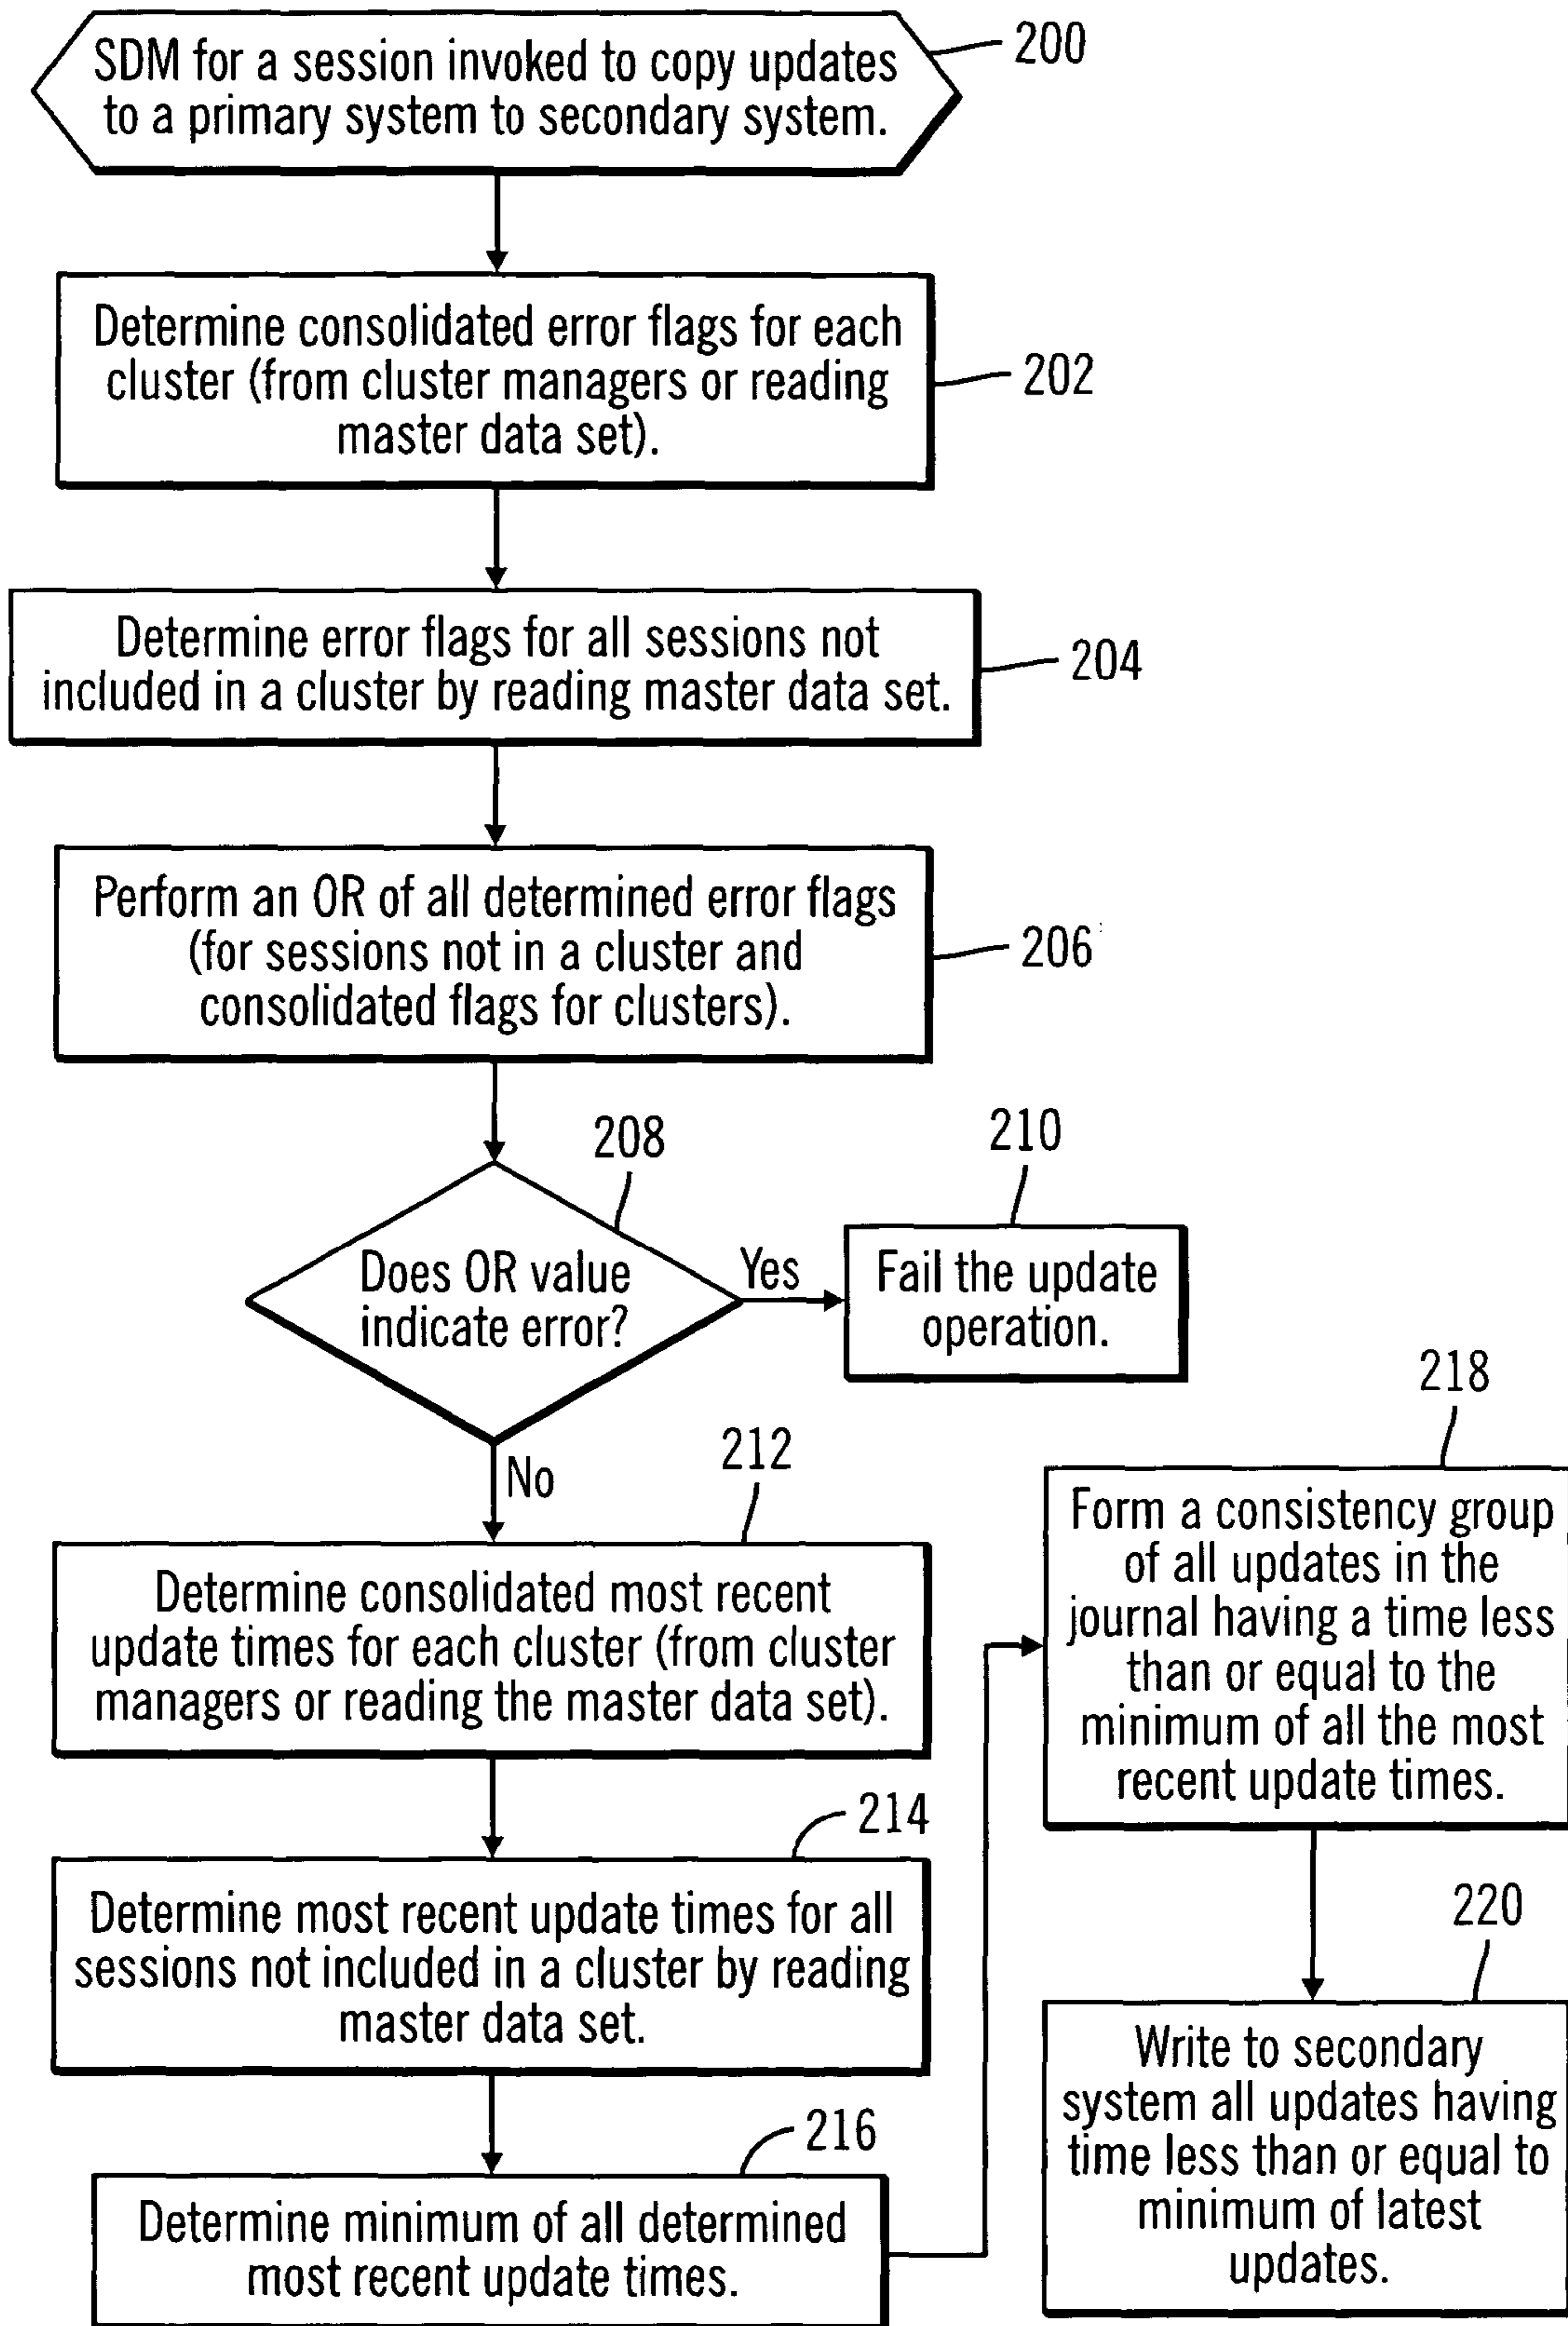 SDM for a session invoked to copy updates
to a primary system to secondary system.
200
Determine consolidated error flags for each
cluster (from cluster managers or reading
master data set).
202
Determine error flags for all sessions not
included in a cluster by reading master data set.
204
Perform an OR of all determined error flags
(for sessions not in a cluster and
consolidated flags for clusters).
206
208
Does OR value
indicate error?
Yes
210
Fail the update
operation.
No
212
Determine consolidated most recent
update times for each cluster (from cluster
managers or reading the master data set).
214
Determine most recent update times for all
sessions not included in a cluster by reading
master data set.
216
Determine minimum of all determined
most recent update times.
218
Form a consistency group
of all updates in the
journal having a time less
than or equal to the
minimum of all the most
recent update times.
220
Write to secondary
system all updates having
time less than or equal to
minimum of latest
updates.